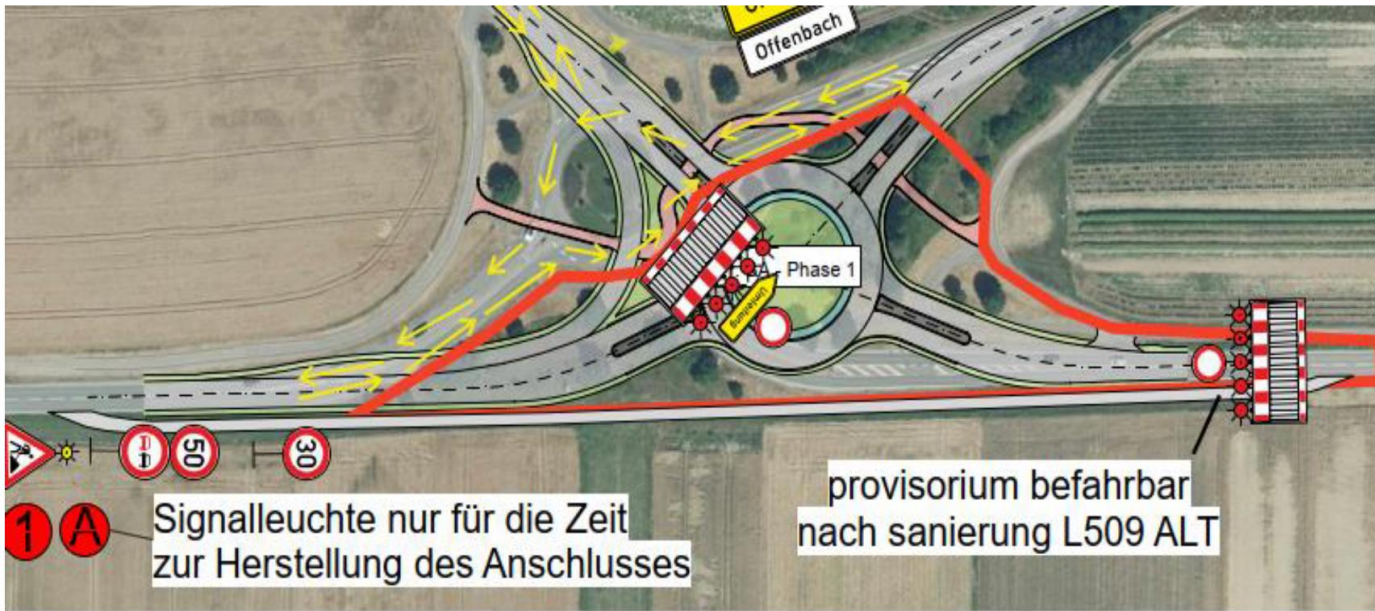 Offenbach
A - Phase 1
Umleitung
50
30
1 A
Signalleuchte nur für die Zeit
zur Herstellung des Anschlusses
provisorium befahrbar
nach sanierung L509 ALT